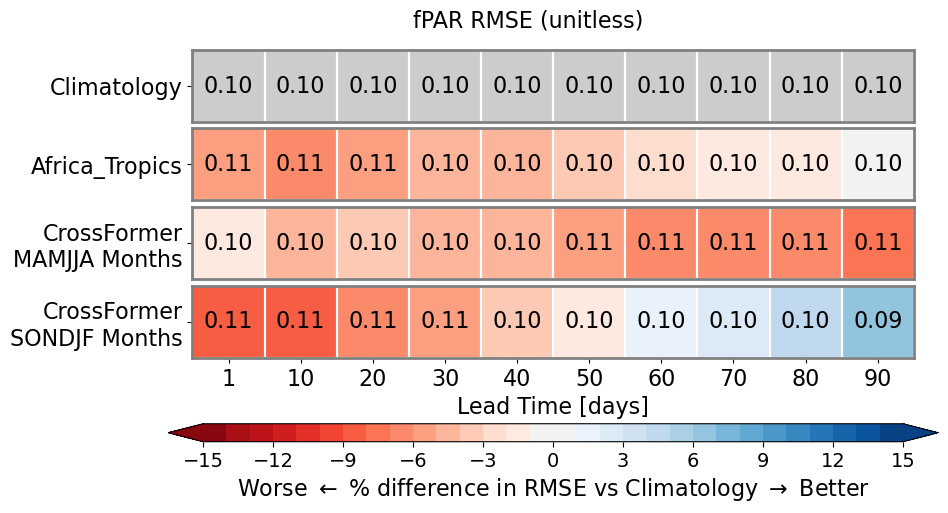 fPAR RMSE (unitless)
Climatology 0.10 0.10 0.10 0.10 0.10 0.10 0.10 0.10 0.10 0.10
Africa_Tropics 0.11 0.11 0.11 0.10 0.10 0.10 0.10 0.10 0.10 0.10
CrossFormer
MAMJJA Months 0.10 0.10 0.10 0.10 0.10 0.11 0.11 0.11 0.11 0.11
CrossFormer
SONDJF Months 0.11 0.11 0.11 0.11 0.10 0.10 0.10 0.10 0.10 0.09
1 10 20 30 40 50 60 70 80 90
Lead Time [days]
−15 −12 −9 −6 −3 0 3 6 9 12 15
Worse ← % difference in RMSE vs Climatology → Better